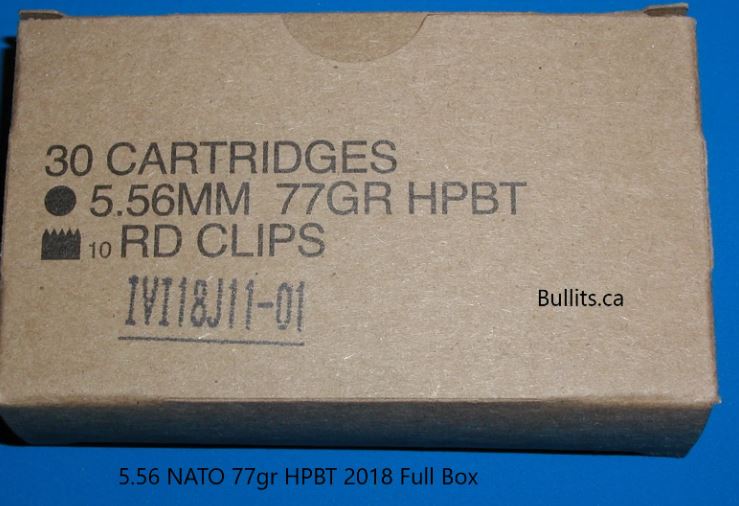 30 CARTRIDGES
5.56MM 77GR HPBT
10 RD CLIPS
IVI18J11-01
Bullits.ca
5.56 NATO 77gr HPBT 2018 Full Box